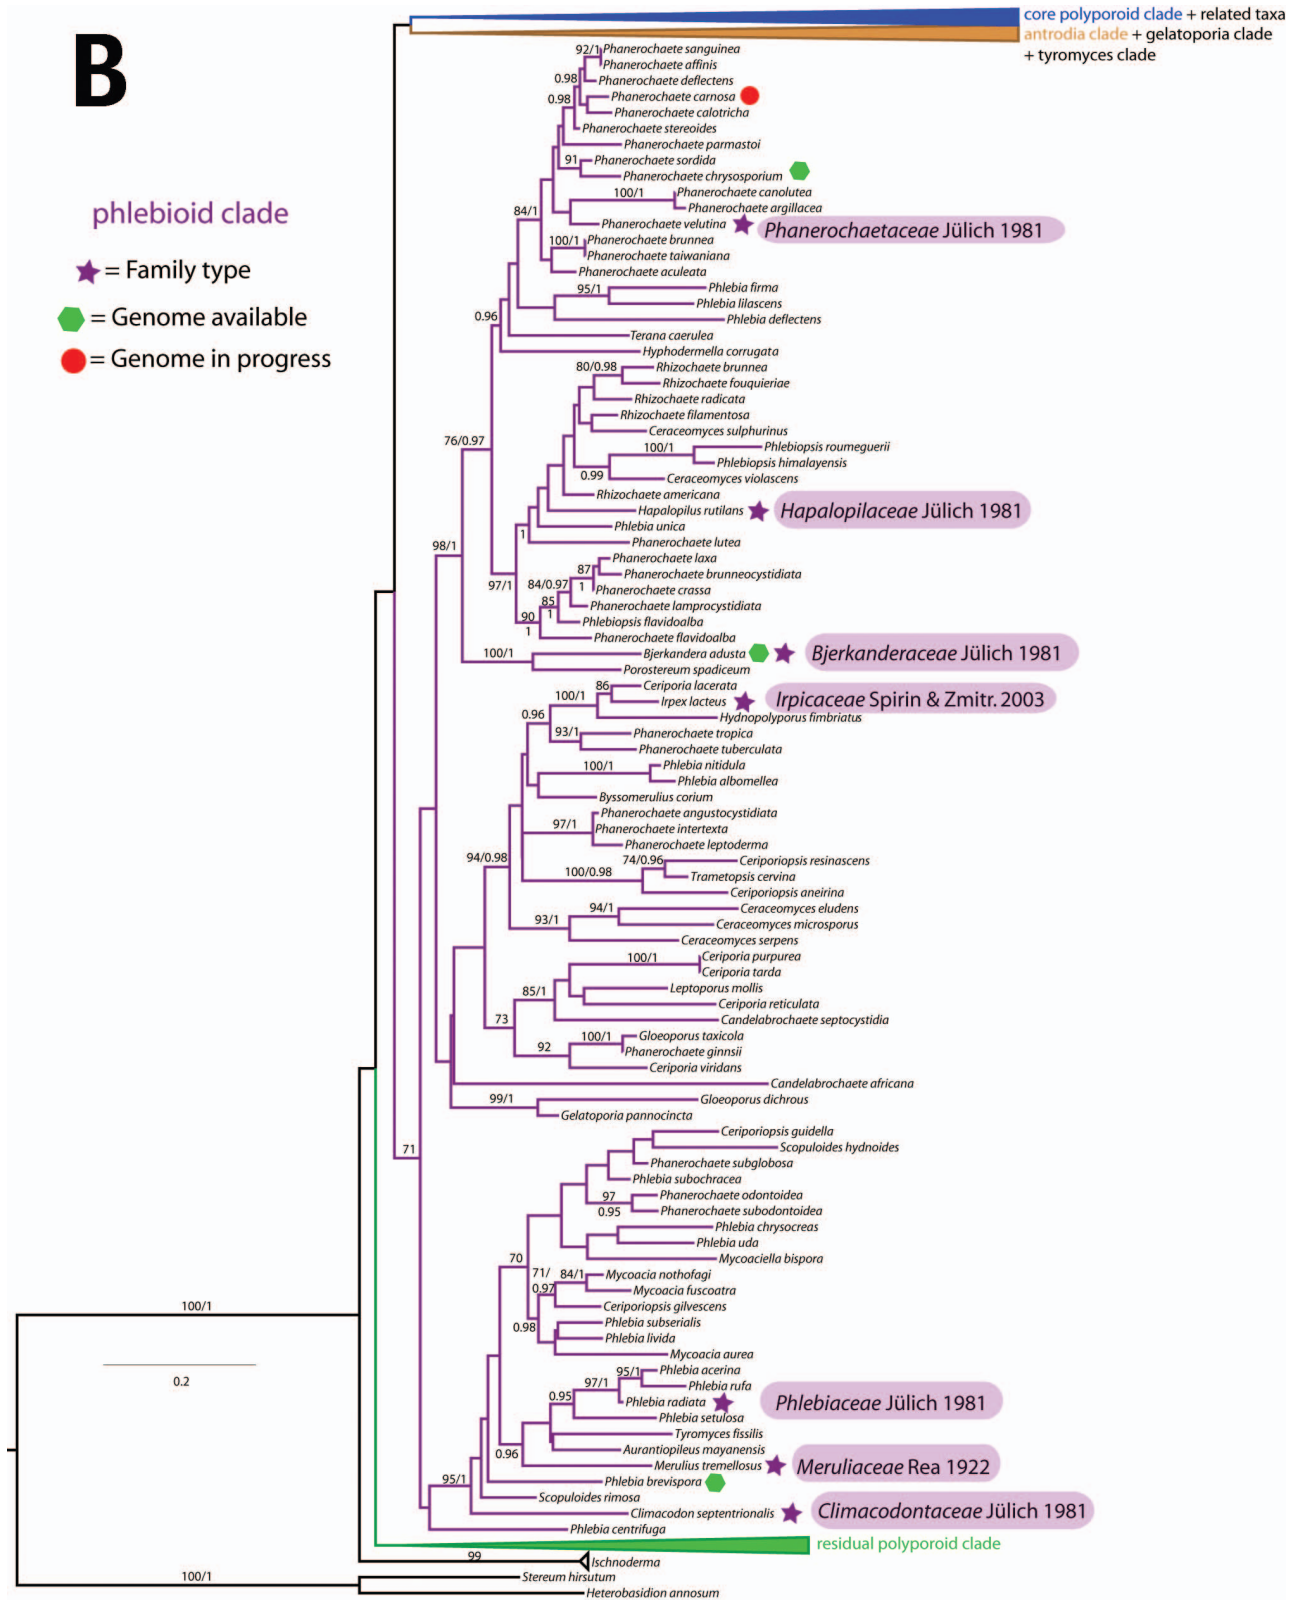 B
core polyporoid clade + related taxa
antrodia clade + gelatoporia clade
+ tyromyces clade
phlebioid clade
= Family type
= Genome available
= Genome in progress
92/1
Phanerochaete sanguinea
Phanerochaete affinis
0.98
Phanerochaete deflectens
0.98
Phanerochaete carnosa
Phanerochaete calotricha
Phanerochaete stereoides
Phanerochaete parmastoi
91
Phanerochaete sordida
Phanerochaete chrysosporium
100/1
Phanerochaete canolutea
Phanerochaete argillacea
84/1
Phanerochaete velutina
Phanerochaetaceae Jülich 1981
100/1
Phanerochaete brunnea
Phanerochaete taiwaniana
Phanerochaete aculeata
95/1
Phlebia firma
Phlebia lilascens
0.96
Phlebia deflectens
Terana caerulea
Hyphodermella corrugata
80/0.98
Rhizochaete brunnea
Rhizochaete fouquieriae
Rhizochaete radicata
Rhizochaete filamentosa
Ceraceomyces sulphurinus
76/0.97
100/1
Phlebiopsis roumeguerii
Phlebiopsis himalayensis
0.99
Ceraceomyces violascens
Rhizochaete americana
Hapalopilus rutilans
Hapalopilaceae Jülich 1981
Phlebia unica
1
Phanerochaete lutea
98/1
Phanerochaete laxa
87
1
Phanerochaete brunneocystidiata
97/1
84/0.97
Phanerochaete crassa
85
1
Phanerochaete lamprocystidiata
90
1
Phlebiopsis flavidoalba
Phanerochaete flavidoalba
100/1
Bjerkandera adusta
Bjerkanderaceae Jülich 1981
Porostereum spadiceum
86
Ceriporia lacerata
100/1
Irpex lacteus
Irpicaceae Spirin & Zmitr. 2003
0.96
Hydnopolyporus fimbriatus
93/1
Phanerochaete tropica
Phanerochaete tuberculata
100/1
Phlebia nitidula
Phlebia albomellea
Byssomerulius corium
Phanerochaete angustocystidiata
97/1
Phanerochaete intertexta
Phanerochaete leptoderma
94/0.98
74/0.96
Ceriporiopsis resinascens
100/0.98
Trametopsis cervina
Ceriporiopsis aneirina
94/1
Ceraceomyces eludens
93/1
Ceraceomyces microsporus
Ceraceomyces serpens
100/1
Ceriporia purpurea
Ceriporia tarda
85/1
Leptoporus mollis
Ceriporia reticulata
73
Candelabrochaete septocystidia
100/1
Gloeoporus taxicola
92
Phanerochaete ginnsii
Ceriporia viridans
Candelabrochaete africana
99/1
Gloeoporus dichrous
Gelatoporia pannocincta
Ceriporiopsis guidella
71
Scopuloides hydnoides
Phanerochaete subglobosa
Phlebia subochracea
97
0.95
Phanerochaete odontoidea
Phanerochaete subodontoidea
Phlebia chrysocreas
Phlebia uda
70
Mycoaciella bispora
71/
0.97
84/1
Mycoacia nothofagi
Mycoacia fuscoatra
Ceriporiopsis gilvescens
100/1
0.98
Phlebia subserialis
Phlebia livida
Mycoacia aurea
0.2
95/1
Phlebia acerina
97/1
Phlebia rufa
0.95
Phlebia radiata
Phlebiaceae Jülich 1981
Phlebia setulosa
Tyromyces fissilis
0.96
Aurantiopileus mayanensis
Merulius tremellosus
Meruliaceae Rea 1922
95/1
Phlebia brevispora
Scopuloides rimosa
Climacodon septentrionalis
Climacodontaceae Jülich 1981
Phlebia centrifuga
residual polyporoid clade
99
Ischnoderma
100/1
Stereum hirsutum
Heterobasidion annosum